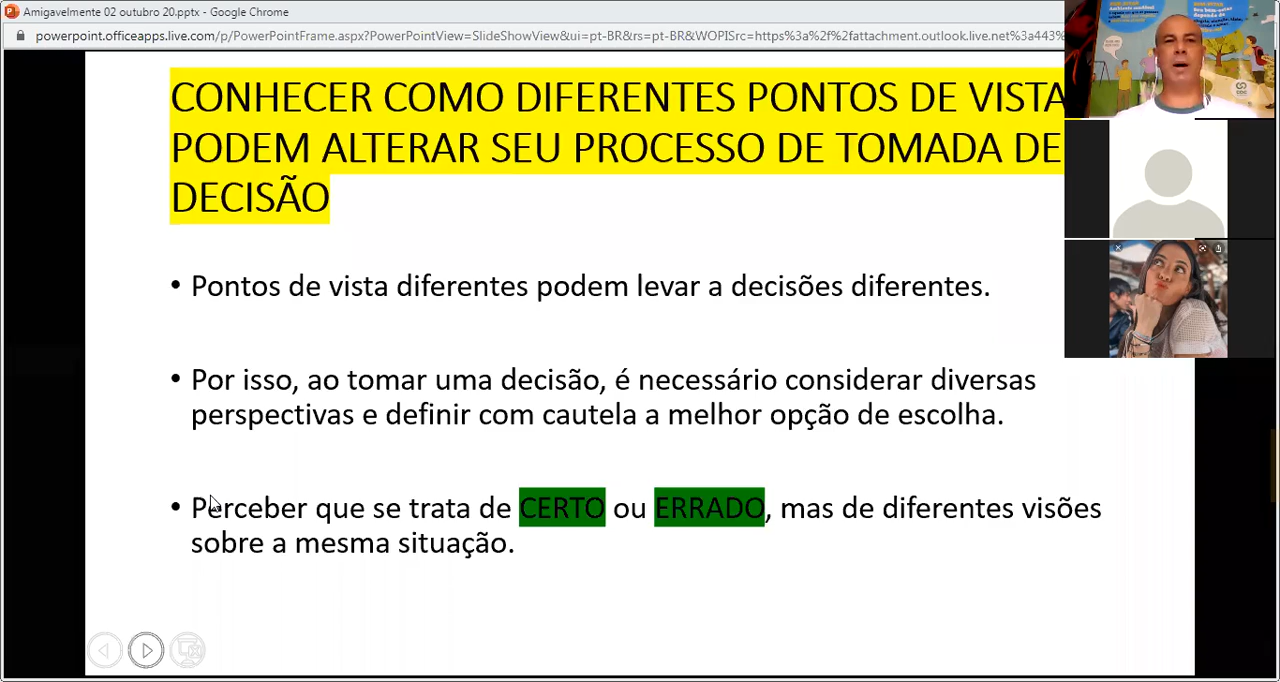 Amigavelmente 02 outubro 20.pptx - Google Chrome
powerpoint.officeapps.live.com/p/PowerPointFrame.aspx?PowerPointView=SlideShowView&ui=pt-BR&rs=pt-BR&WOPISrc=https%3a%2f%2fattachment.outlook.live.net%3a443%
CONHECER COMO DIFERENTES PONTOS DE VISTA
PODEM ALTERAR SEU PROCESSO DE TOMADA DE
DECISÃO
• Pontos de vista diferentes podem levar a decisões diferentes.
• Por isso, ao tomar uma decisão, é necessário considerar diversas
perspectivas e definir com cautela a melhor opção de escolha.
• Perceber que se trata de CERTO ou ERRADO, mas de diferentes visões
sobre a mesma situação.